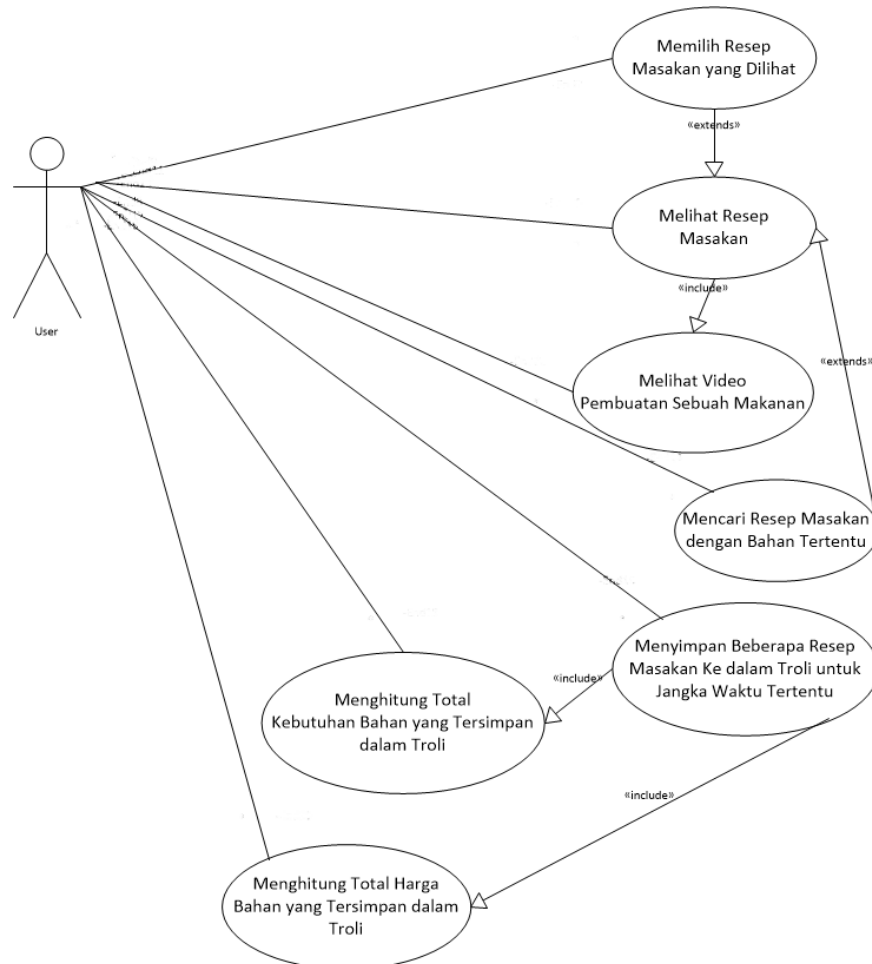 Memilih Resep
Masakan yang Dilihat
«extends»
Melihat Resep
Masakan
«include»
User
Melihat Video
Pembuatan Sebuah Makanan
«extends»
Mencari Resep Masakan
dengan Bahan Tertentu
Menyimpan Beberapa Resep
Masakan Ke dalam Troli untuk
Jangka Waktu Tertentu
«include»
Menghitung Total
Kebutuhan Bahan yang Tersimpan
dalam Troli
«include»
Menghitung Total Harga
Bahan yang Tersimpan dalam
Troli